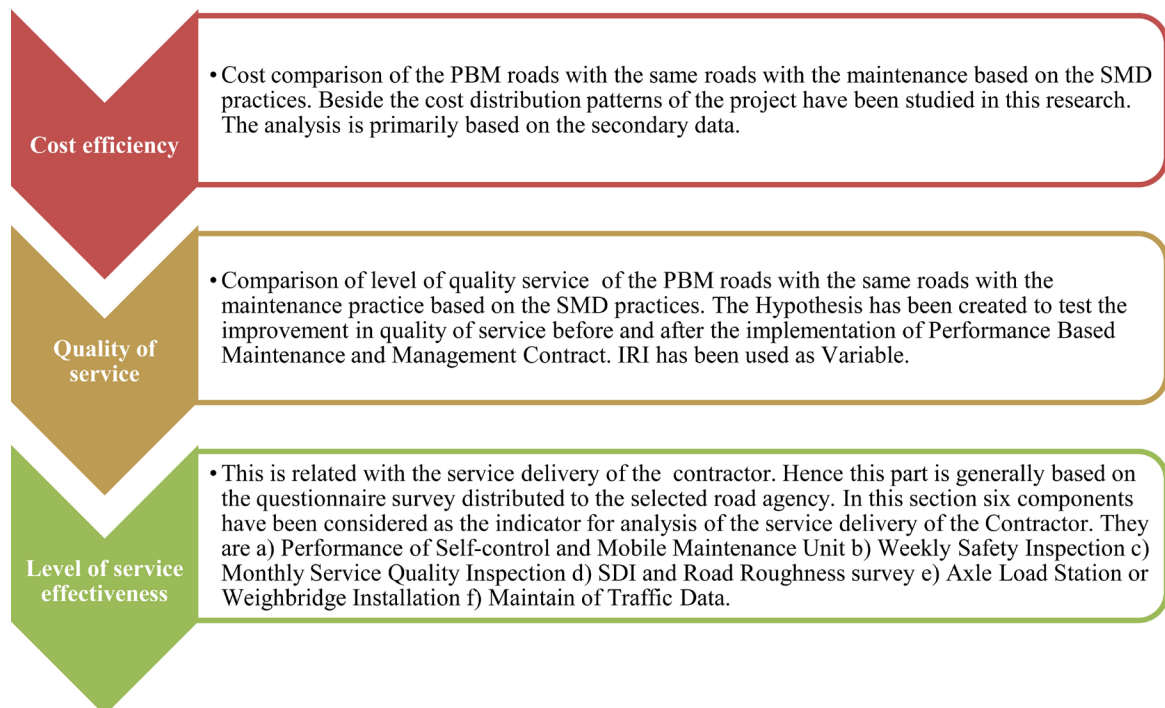 Cost efficiency
• Cost comparison of the PBM roads with the same roads with the maintenance based on the SMD
practices. Beside the cost distribution patterns of the project have been studied in this research.
The analysis is primarily based on the secondary data.
Quality of
service
• Comparison of level of quality service of the PBM roads with the same roads with the
maintenance practice based on the SMD practices. The Hypothesis has been created to test the
improvement in quality of service before and after the implementation of Performance Based
Maintenance and Management Contract. IRI has been used as Variable.
Level of service
effectiveness
• This is related with the service delivery of the contractor. Hence this part is generally based on
the questionnaire survey distributed to the selected road agency. In this section six components
have been considered as the indicator for analysis of the service delivery of the Contractor. They
are a) Performance of Self-control and Mobile Maintenance Unit b) Weekly Safety Inspection c)
Monthly Service Quality Inspection d) SDI and Road Roughness survey e) Axle Load Station or
Weighbridge Installation f) Maintain of Traffic Data.